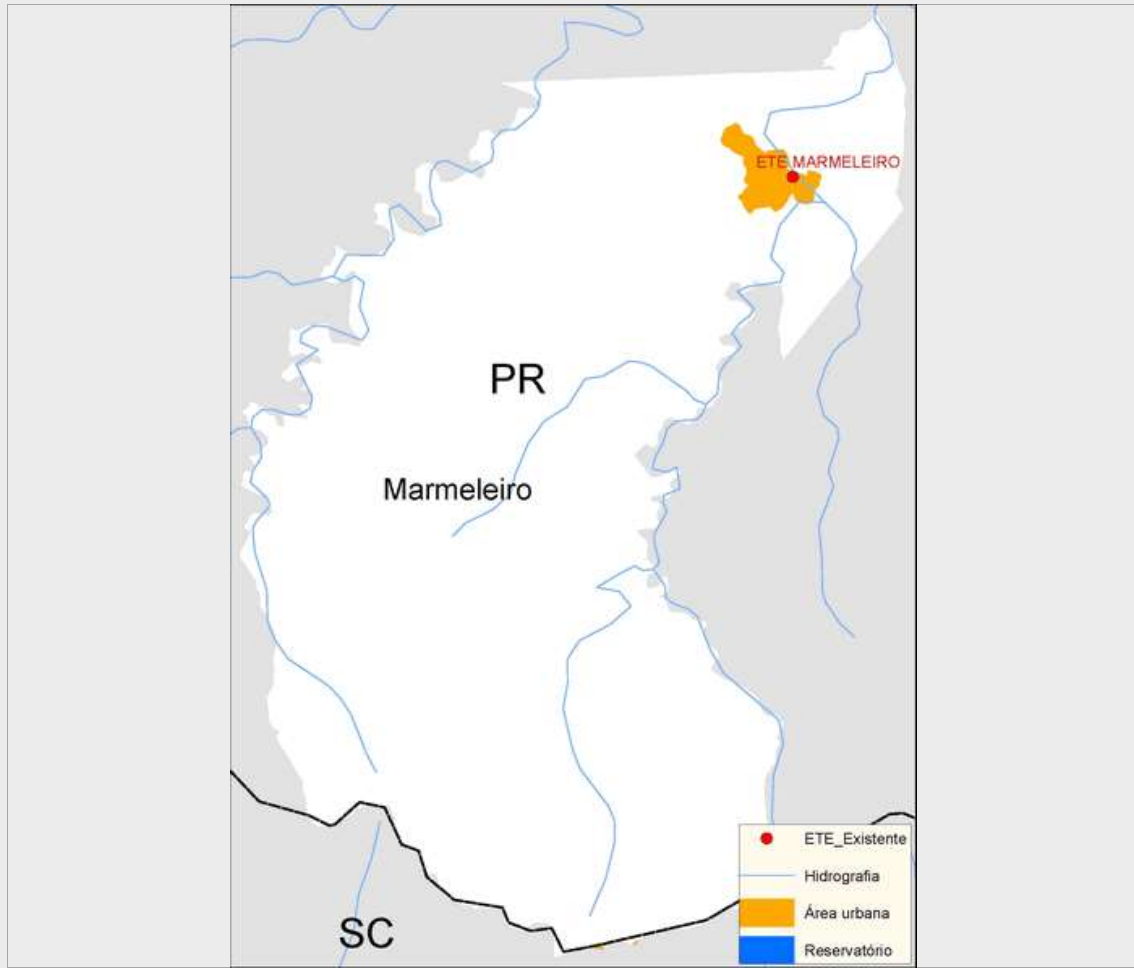 ETE MARMELEIRO
PR
Marmeleiro
SC
ETE_Existente
Hidrografia
Área urbana
Reservatório